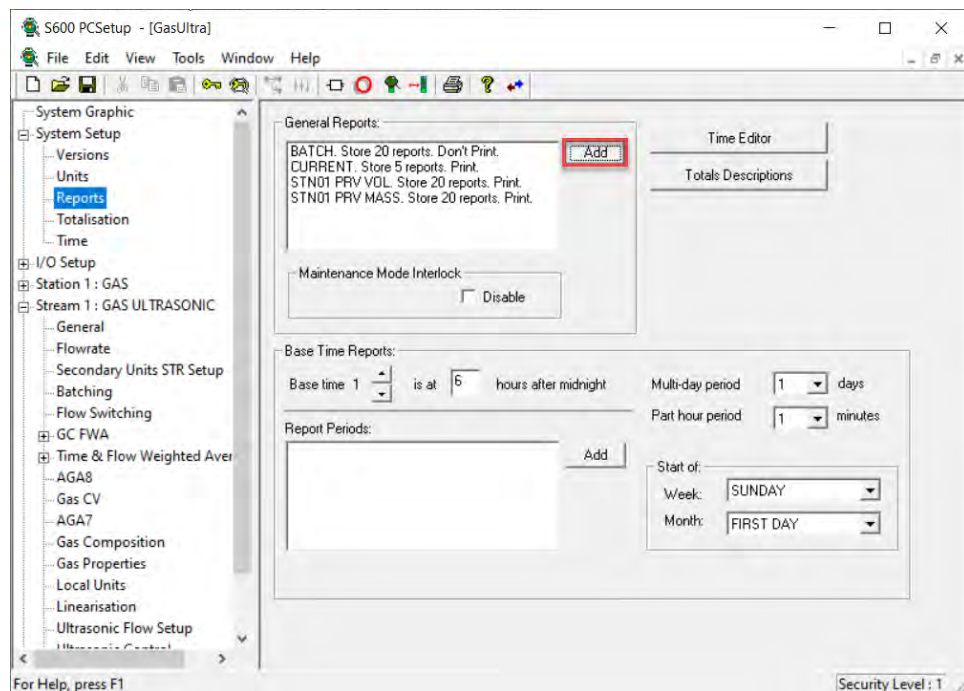 S600 PCSetup - [GasUltra]
File Edit View Tools Window Help
System Graphic
System Setup
Versions
Units
Reports
Totalisation
Time
I/O Setup
Station 1 : GAS
Stream 1 : GAS ULTRASONIC
General
Flowrate
Secondary Units STR Setup
Batching
Flow Switching
GC FWA
Time & Flow Weighted Aver
AGA8
Gas CV
AGA7
Gas Composition
Gas Properties
Local Units
Linearisation
Ultrasonic Flow Setup
Ultrasonic Control
General Reports:
BATCH. Store 20 reports. Don't Print.
CURRENT. Store 5 reports. Print.
STN01 PRV VOL. Store 20 reports. Print.
STN01 PRV MASS. Store 20 reports. Print.
Add
Time Editor
Totals Descriptions
Maintenance Mode Interlock
Disable
Base Time Reports:
Base time 1 is at 6 hours after midnight
Multi-day period 1 days
Part hour period 1 minutes
Report Periods:
Add
Start of:
Week: SUNDAY
Month: FIRST DAY
For Help, press F1
Security Level : 1